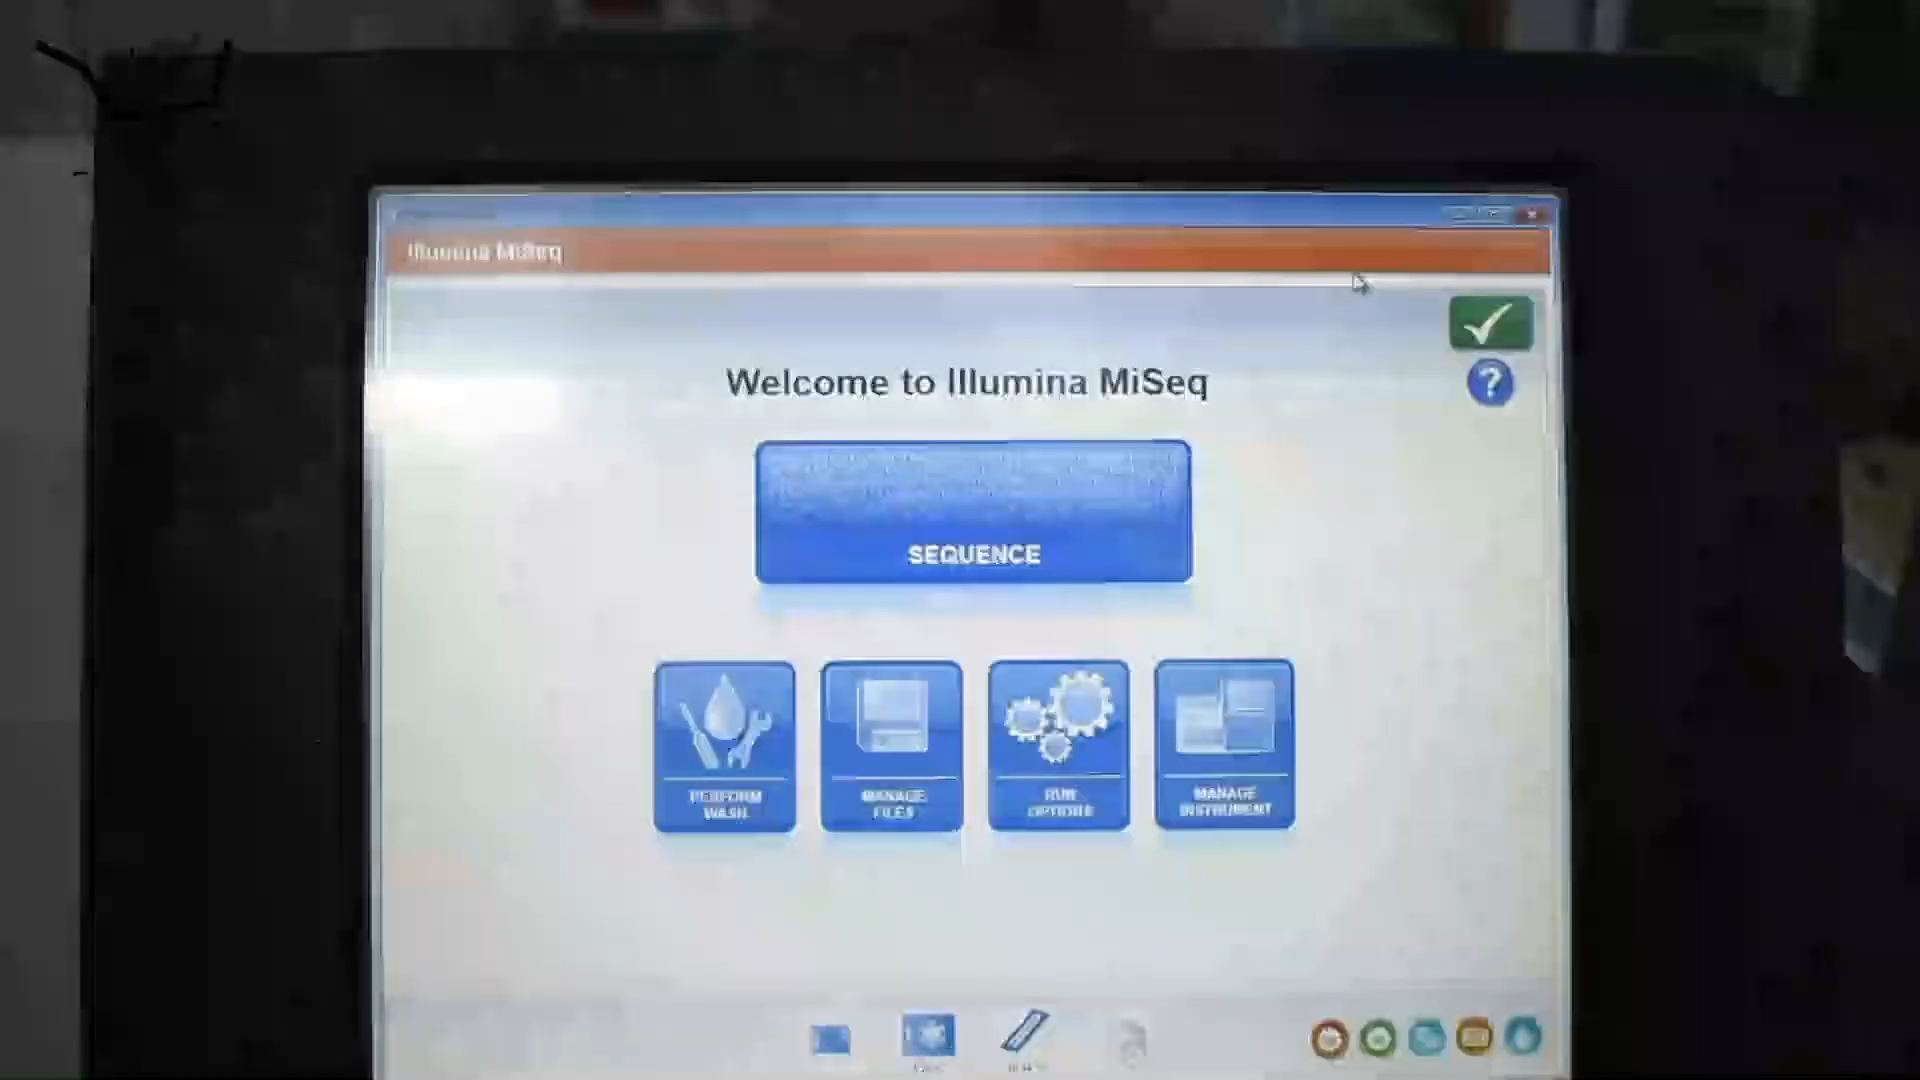 Illumina MiSeq
Welcome to Illumina MiSeq
?
SEQUENCE
PERFORM
WASH
MANAGE
FILES
RUN
OPTIONS
MANAGE
INSTRUMENT